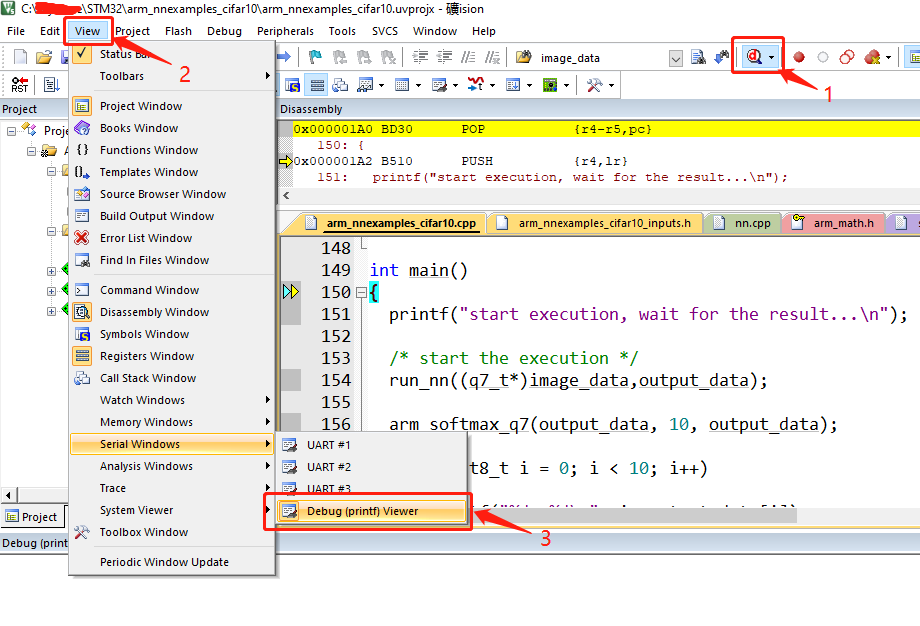 \STM32\arm_nnexamples_cifar10\arm_nnexamples_cifar10.uvprojx - 礦ision
File Edit View Project Flash Debug Peripherals Tools SVCS Window Help
Status Ba
image_data
2
1
Toolbars
RST
Project
Disassembly
Project Window
Books Window
Functions Window
Templates Window
Source Browser Window
Build Output Window
Error List Window
Find In Files Window
Command Window
Disassembly Window
Symbols Window
Registers Window
Call Stack Window
Watch Windows
Memory Windows
Serial Windows
Analysis Windows
Trace
System Viewer
Toolbox Window
Periodic Window Update
0x000001A0 BD30 POP {r4-r5,pc}
150: {
0x000001A2 B510 PUSH {r4,lr}
151: printf("start execution, wait for the result...\n");
arm_nnexamples_cifar10.cpp arm_nnexamples_cifar10_inputs.h nn.cpp arm_math.h
148
149 int main()
150 {
151 printf("start execution, wait for the result...\n");
152
153 /* start the execution */
154 run_nn((q7_t*)image_data,output_data);
155
156 arm_softmax_q7(output_data, 10, output_data);
t8_t i = 0; i < 10; i++)
UART #1
UART #2
UART #3
Debug (printf) Viewer
3
Project
Debug (print